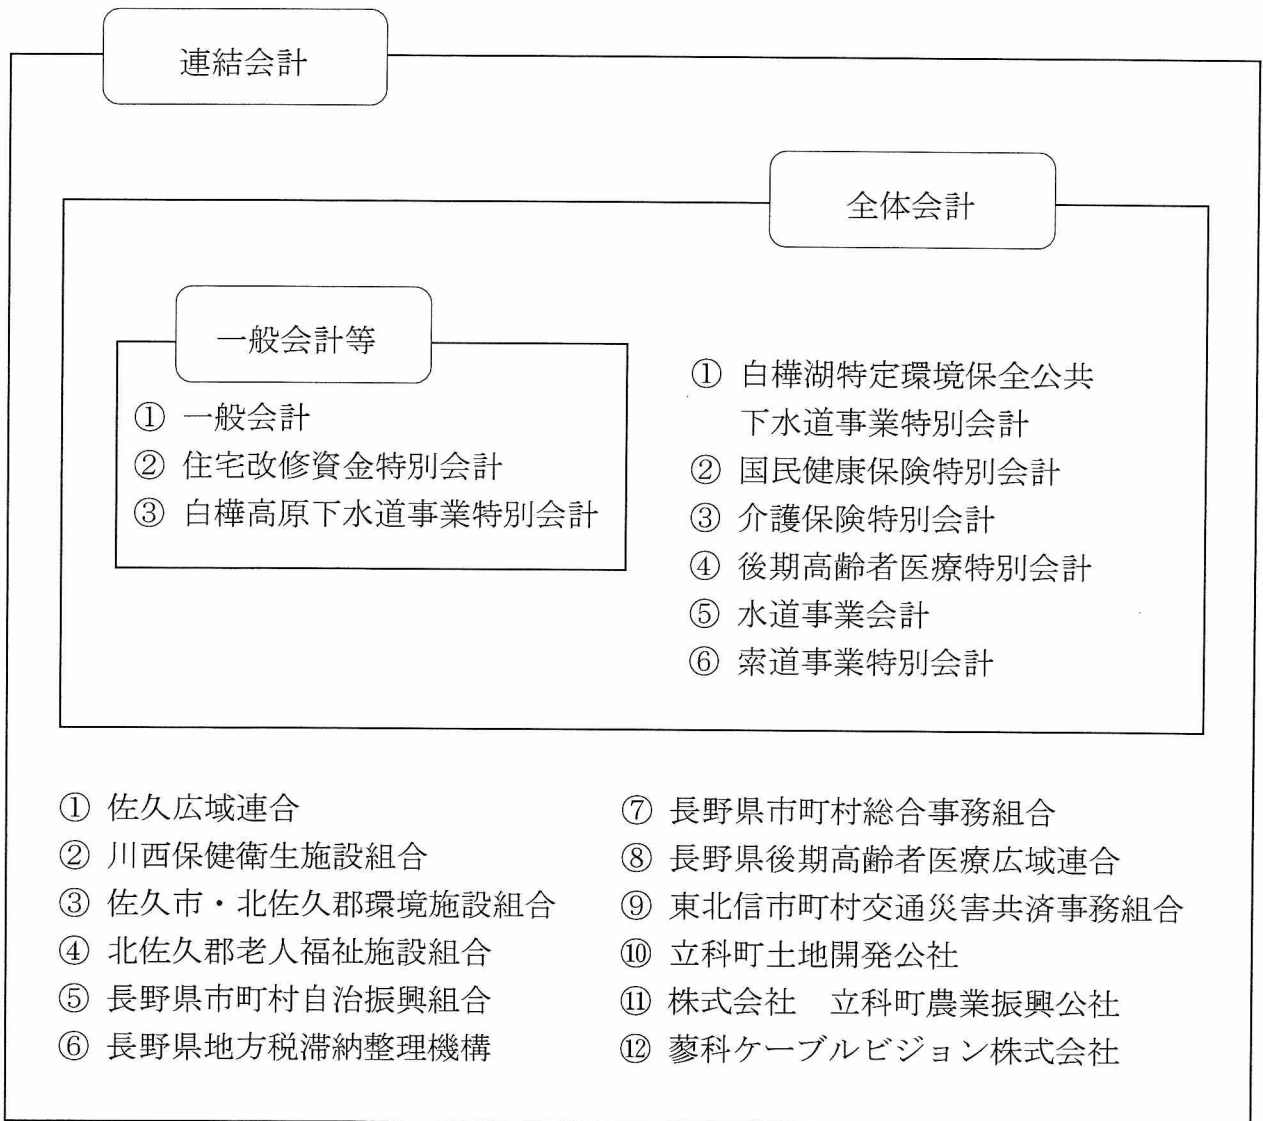 連結会計
全体会計
一般会計等
① 一般会計
② 住宅改修資金特別会計
③ 白樺高原下水道事業特別会計
① 白樺湖特定環境保全公共
下水道事業特別会計
② 国民健康保険特別会計
③ 介護保険特別会計
④ 後期高齢者医療特別会計
⑤ 水道事業会計
⑥ 索道事業特別会計
① 佐久広域連合
② 川西保健衛生施設組合
③ 佐久市・北佐久郡環境施設組合
④ 北佐久郡老人福祉施設組合
⑤ 長野県市町村自治振興組合
⑥ 長野県地方税滞納整理機構
⑦ 長野県市町村総合事務組合
⑧ 長野県後期高齢者医療広域連合
⑨ 東北信市町村交通災害共済事務組合
⑩ 立科町土地開発公社
⑪ 株式会社　立科町農業振興公社
⑫ 蓼科ケーブルビジョン株式会社